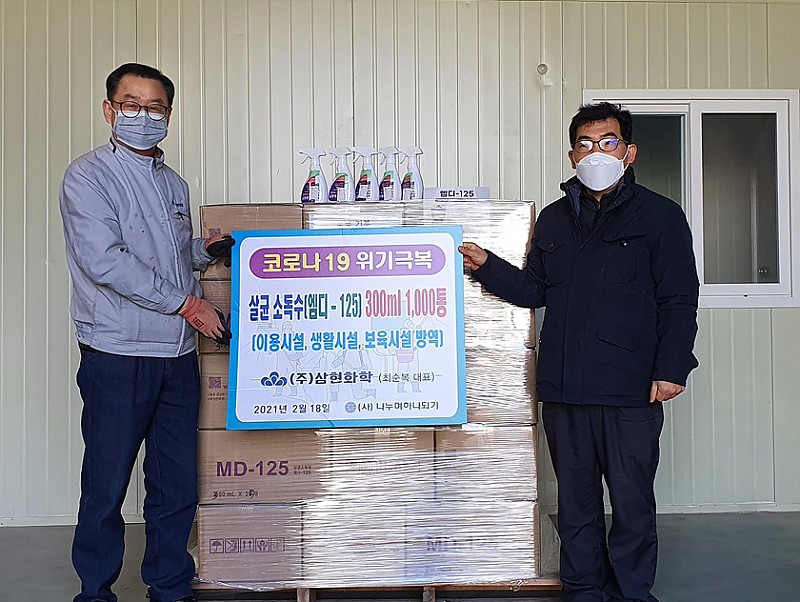 엠디-125
코로나19 위기극복
살균 소독수(엠디 - 125) 300ml 1,000통
(이용시설, 생활시설, 보육시설 방역)
(주)삼현화학 (최순복 대표)
2021년 2월 18일 (사) 나누며하나되기
MD-125